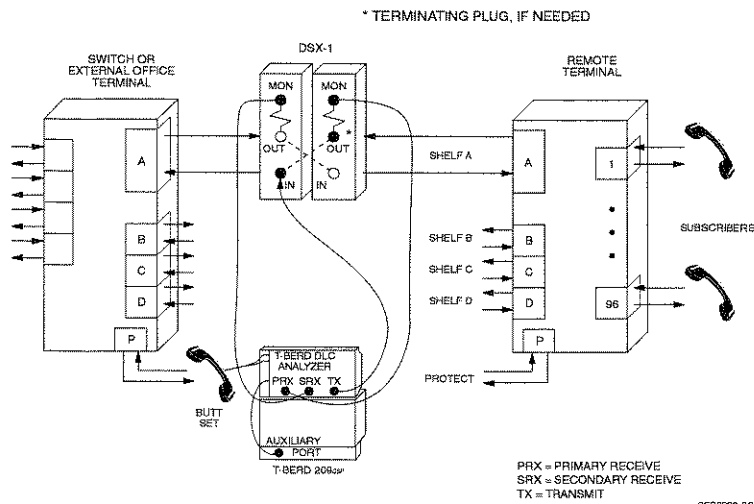 * TERMINATING PLUG, IF NEEDED
DSX-1
SWITCH OR
EXTERNAL OFFICE
TERMINAL
REMOTE
TERMINAL
MON
MON
OUT
OUT
*
IN
IN
A
B
C
D
P
SHELF A
SHELF B
SHELF C
SHELF D
A
B
C
D
P
1
96
SUBSCRIBERS
PROTECT
BUTT
SET
T-BERD DLC
ANALYZER
PRX SRX TX
AUXILIARY
PORT
T-BERD 209
PRX = PRIMARY RECEIVE
SRX = SECONDARY RECEIVE
TX = TRANSMIT